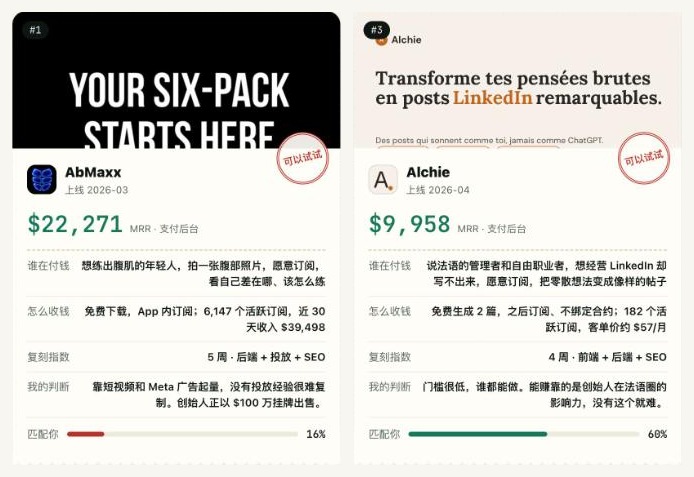 #1
YOUR SIX-PACK
STARTS HERE
可以试试
AbMaxx
上线 2026-03
$22,271 MRR · 支付后台
谁在付钱 想练出腹肌的年轻人，拍一张腹部照片，愿意订阅，
看自己差在哪、该怎么练
怎么收钱 免费下载，App 内订阅；6,147 个活跃订阅，近 30
天收入 $39,498
复刻指数 5 周 · 后端 + 投放 + SEO
我的判断 靠短视频和 Meta 广告起量，没有投放经验很难复
制。创始人正以 $100 万挂牌出售。
匹配你 16%
#3
Alchie
Transforme tes pensées brutes
en posts LinkedIn remarquables.
Des posts qui sonnent comme toi, jamais comme ChatGPT.
可以试试
A.
Alchie
上线 2026-04
$9,958 MRR · 支付后台
谁在付钱 说法语的管理者和自由职业者，想经营 LinkedIn 却
写不出来，愿意订阅，把零散想法变成像样的帖子
怎么收钱 免费生成 2 篇，之后订阅、不绑定合约；182 个活
跃订阅，客单价约 $57/月
复刻指数 4 周 · 前端 + 后端 + SEO
我的判断 门槛很低，谁都能做。能赚靠的是创始人在法语圈的
影响力，没有这个就难。
匹配你 60%